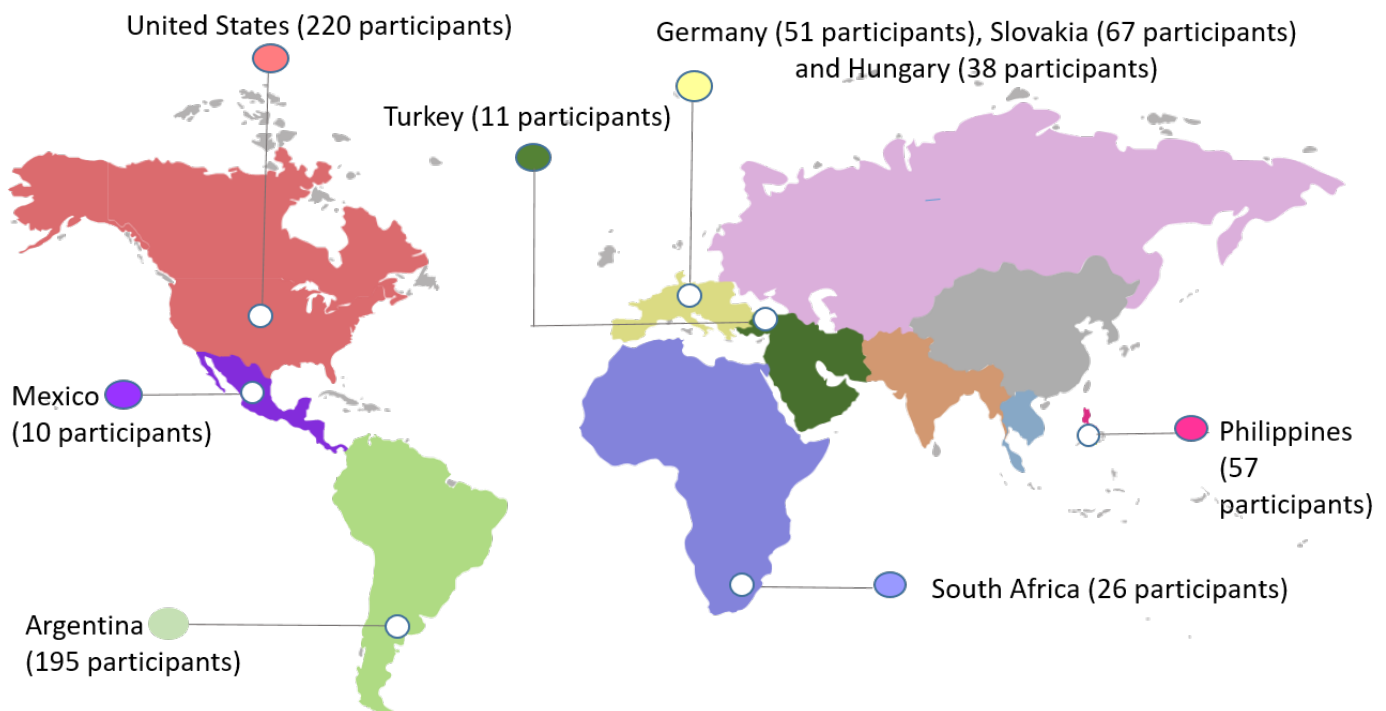 United States (220 participants)
Germany (51 participants), Slovakia (67 participants)
and Hungary (38 participants)
Turkey (11 participants)
Mexico
(10 participants)
Philippines
(57
participants)
South Africa (26 participants)
Argentina
(195 participants)